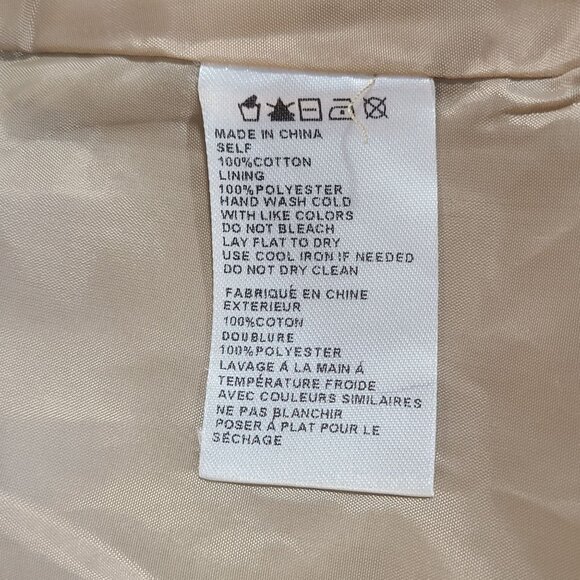 MADE IN CHINA
SELF
100%COTTON
LINING
100%POLYESTER
HAND WASH COLD
WITH LIKE COLORS
DO NOT BLEACH
LAY FLAT TO DRY
USE COOL IRON IF NEEDED
DO NOT DRY CLEAN
FABRIQUÉ EN CHINE
EXTERIEUR
100%COTON
DOUBLURE
100%POLYESTER
LAVAGE Á LA MAIN Á
TEMPÉRATURE FROIDE
AVEC COULEURS SIMILAIRES
NE PAS BLANCHIR
POSER Á PLAT POUR LE
SÉCHAGE